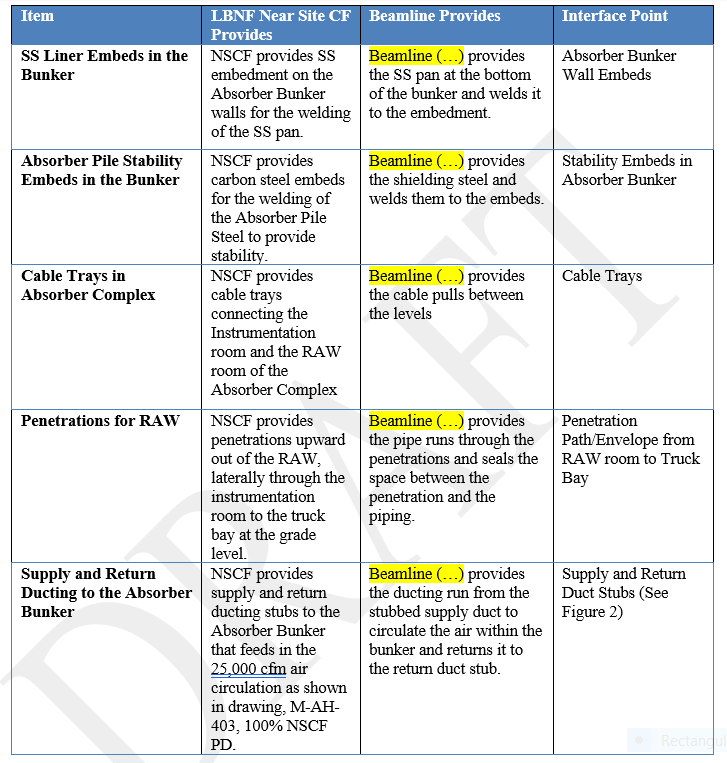 Item
LBNF Near Site CF
Provides
Beamline Provides
Interface Point
SS Liner Embeds in the
Bunker
NSCF provides SS
embedment on the
Absorber Bunker
walls for the welding
of the SS pan.
Beamline (…) provides
the SS pan at the bottom
of the bunker and welds it
to the embedment.
Absorber Bunker
Wall Embeds
Absorber Pile Stability
Embeds in the Bunker
NSCF provides
carbon steel embeds
for the welding of
the Absorber Pile
Steel to provide
stability.
Beamline (…) provides
the shielding steel and
welds them to the embeds.
Stability Embeds in
Absorber Bunker
Cable Trays in
Absorber Complex
NSCF provides
cable trays
connecting the
Instrumentation
room and the RAW
room of the
Absorber Complex
Beamline (…) provides
the cable pulls between
the levels
Cable Trays
Penetrations for RAW
NSCF provides
penetrations upward
out of the RAW,
laterally through the
instrumentation
room to the truck
bay at the grade
level.
Beamline (…) provides
the pipe runs through the
penetrations and seals the
space between the
penetration and the
piping.
Penetration
Path/Envelope from
RAW room to Truck
Bay
Supply and Return
Ducting to the Absorber
Bunker
NSCF provides
supply and return
ducting stubs to the
Absorber Bunker
that feeds in the
25,000 cfm air
circulation as shown
in drawing, M-AH-
403, 100% NSCF
PD.
Beamline (…) provides
the ducting run from the
stubbed supply duct to
circulate the air within the
bunker and returns it to
the return duct stub.
Supply and Return
Duct Stubs (See
Figure 2)
DRAFT
Rectangul